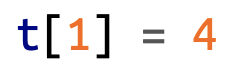 t[1] = 4